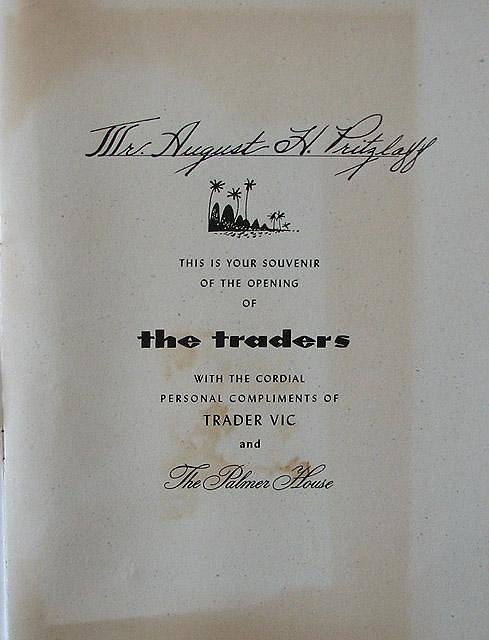 Mr. August H. Pritzlaff
THIS IS YOUR SOUVENIR
OF THE OPENING
OF
the traders
WITH THE CORDIAL
PERSONAL COMPLIMENTS OF
TRADER VIC
and
The Palmer House